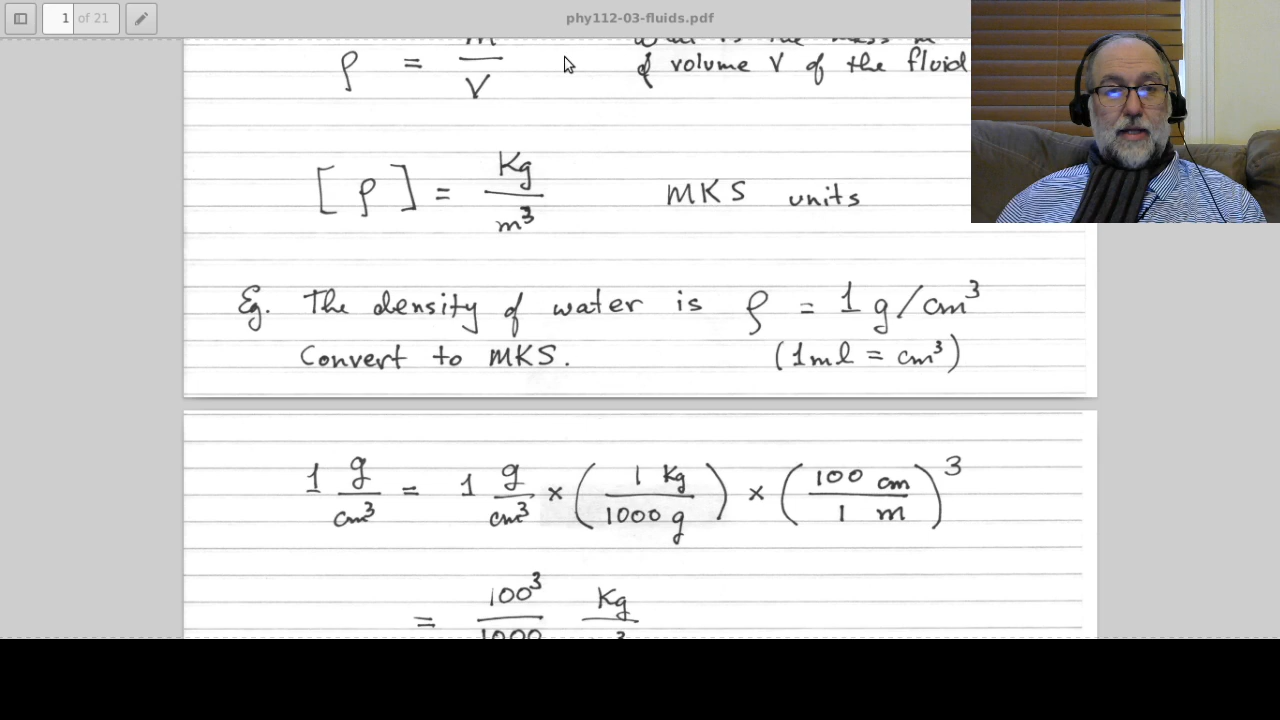 1 of 21
phy112-03-fluids.pdf
ρ = m/V
of volume V of the fluid
[ρ] = Kg/m³ MKS units
Eg. The density of water is ρ = 1 g/cm³
Convert to MKS. (1ml = cm³)
1 g/cm³ = 1 g/cm³ × (1 Kg/1000 g) × (100 cm/1 m)³
= 100³/1000 Kg/